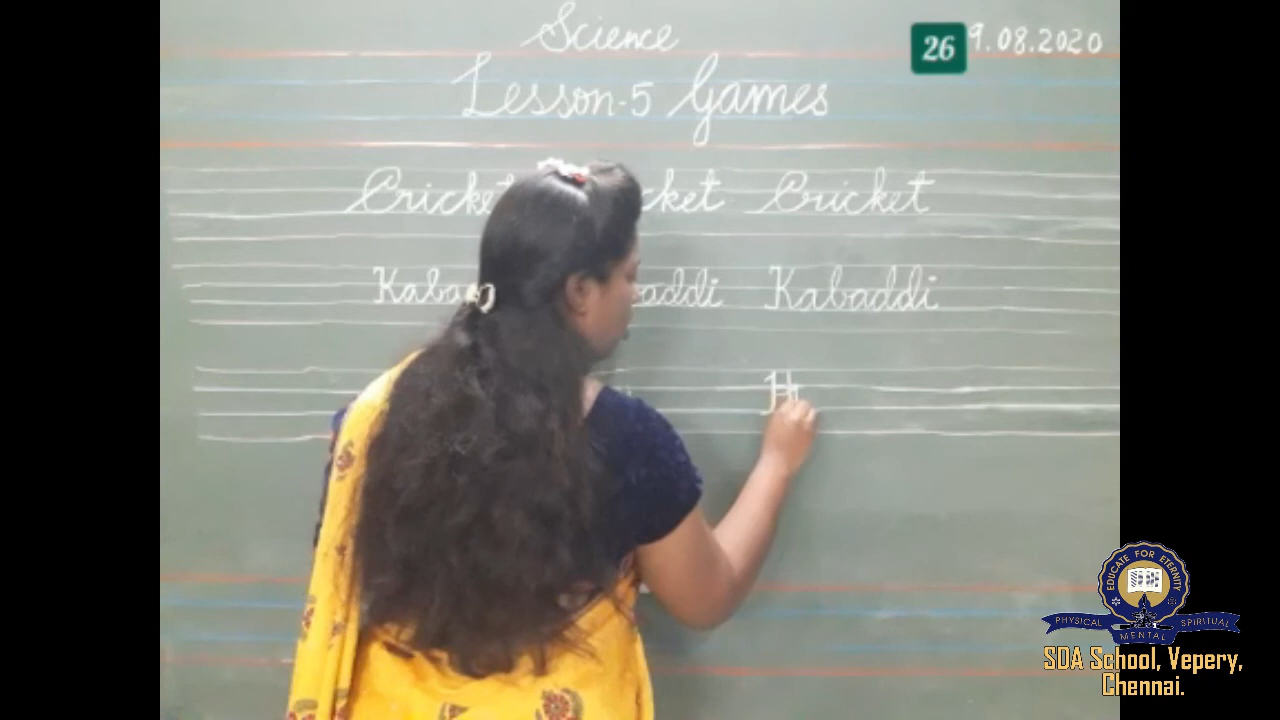 Science
26 9.08.2020
Lesson-5 Games
Cricket Cricket
Kabaddi
H
EDUCATE FOR ETERNITY
PHYSICAL MENTAL SPIRITUAL
SDA School, Vepery,
Chennai.